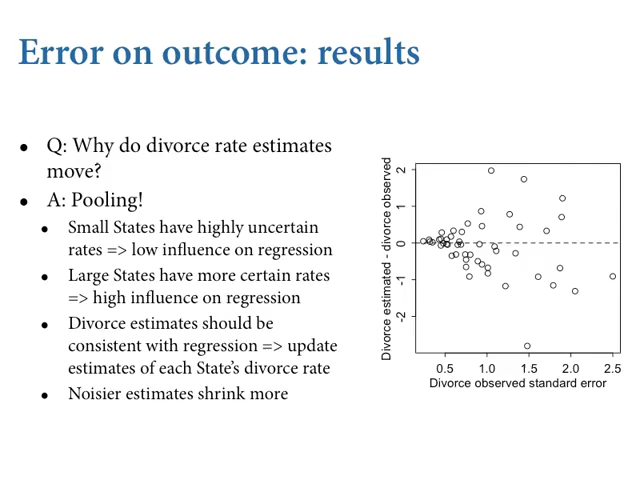 Error on outcome: results
• Q: Why do divorce rate estimates
move?
• A: Pooling!
• Small States have highly uncertain
rates => low influence on regression
• Large States have more certain rates
=> high influence on regression
• Divorce estimates should be
consistent with regression => update
estimates of each State's divorce rate
• Noisier estimates shrink more
Divorce estimated - divorce observed
2
1
0
-1
-2
0.5 1.0 1.5 2.0 2.5
Divorce observed standard error